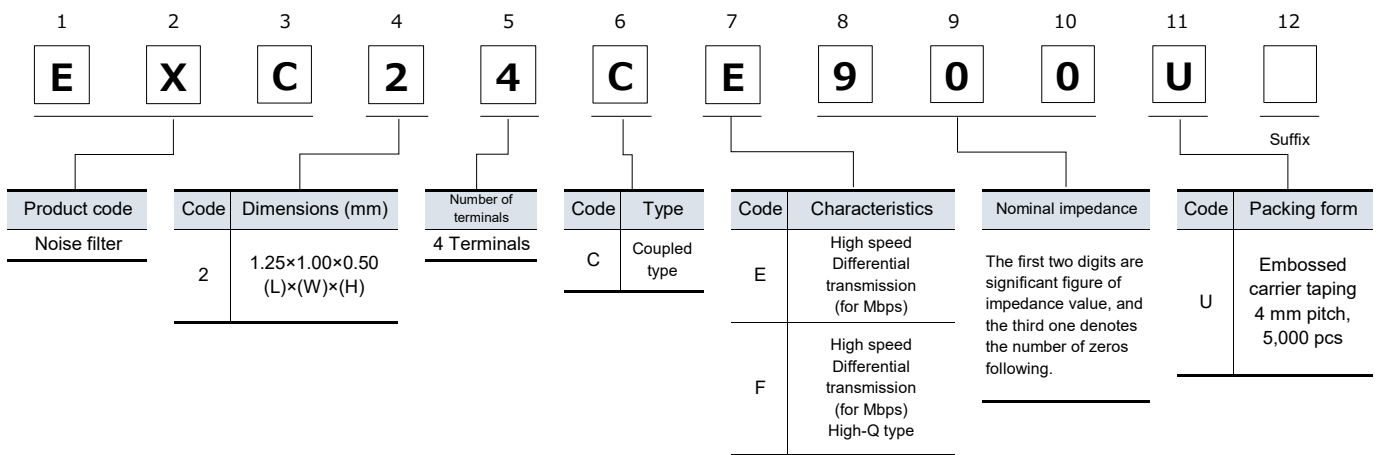 1 2 3 4 5 6 7 8 9 10 11 12
E X C 2 4 C E 9 0 0 U
Suffix
Product code
Noise filter
Code Dimensions (mm)
2 1.25×1.00×0.50
(L)×(W)×(H)
Number of
terminals
4 Terminals
Code Type
C Coupled
type
Code Characteristics
E High speed
Differential
transmission
(for Mbps)
F High speed
Differential
transmission
(for Mbps)
High-Q type
Nominal impedance
The first two digits are
significant figure of
impedance value, and
the third one denotes
the number of zeros
following.
Code Packing form
U Embossed
carrier taping
4 mm pitch,
5,000 pcs